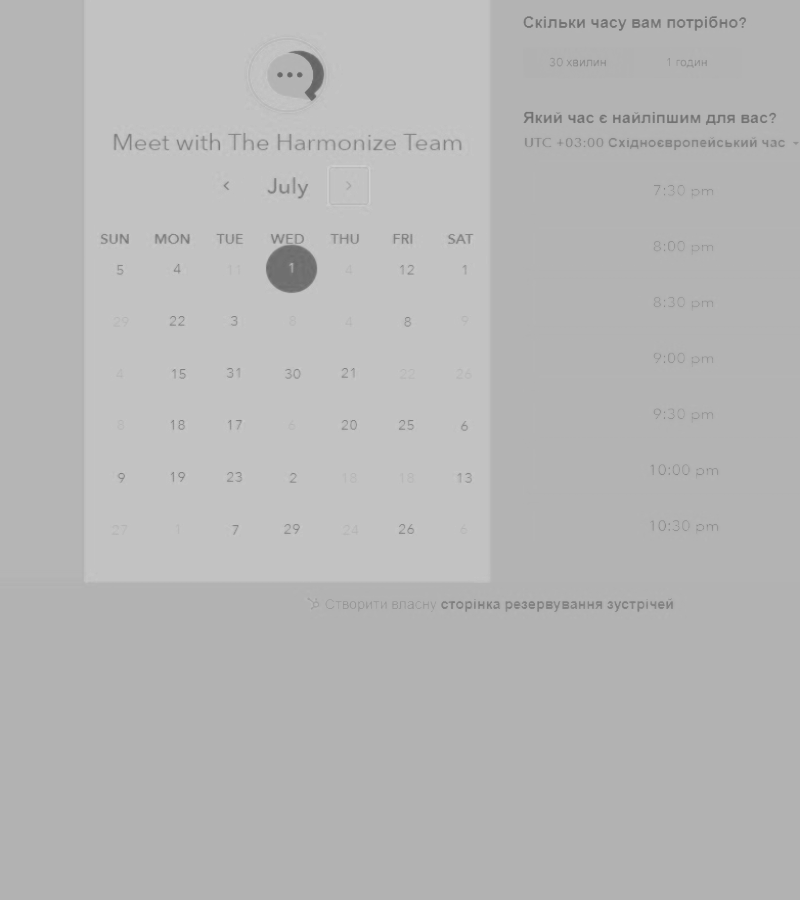 Meet with The Harmonize Team
July
SUN MON TUE WED THU FRI SAT
5 4 11 1 4 12 1
29 22 3 8 4 8 9
4 15 31 30 21 22 26
8 18 17 6 20 25 6
9 19 23 2 18 18 13
27 1 7 29 24 26 6
Скільки часу вам потрібно?
30 хвилин 1 годин
Який час є найліпшим для вас?
UTC +03:00 Східноєвропейський час
7:30 pm
8:00 pm
8:30 pm
9:00 pm
9:30 pm
10:00 pm
10:30 pm
Створити власну сторінка резервування зустрічей